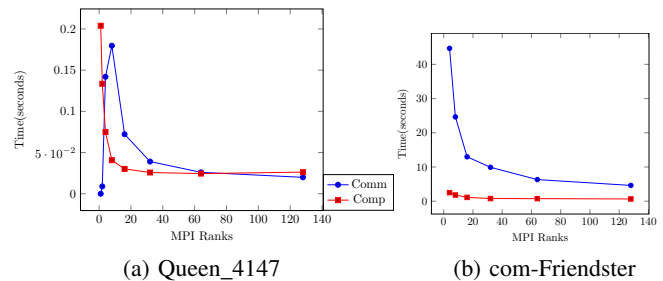 0.2
0.15
0.1
5 · 10⁻²
0
Time(seconds)
0 20 40 60 80 100 120 140
MPI Ranks
Comm
Comp
(a) Queen_4147
40
30
20
10
0
Time(seconds)
0 20 40 60 80 100 120 140
MPI Ranks
(b) com-Friendster